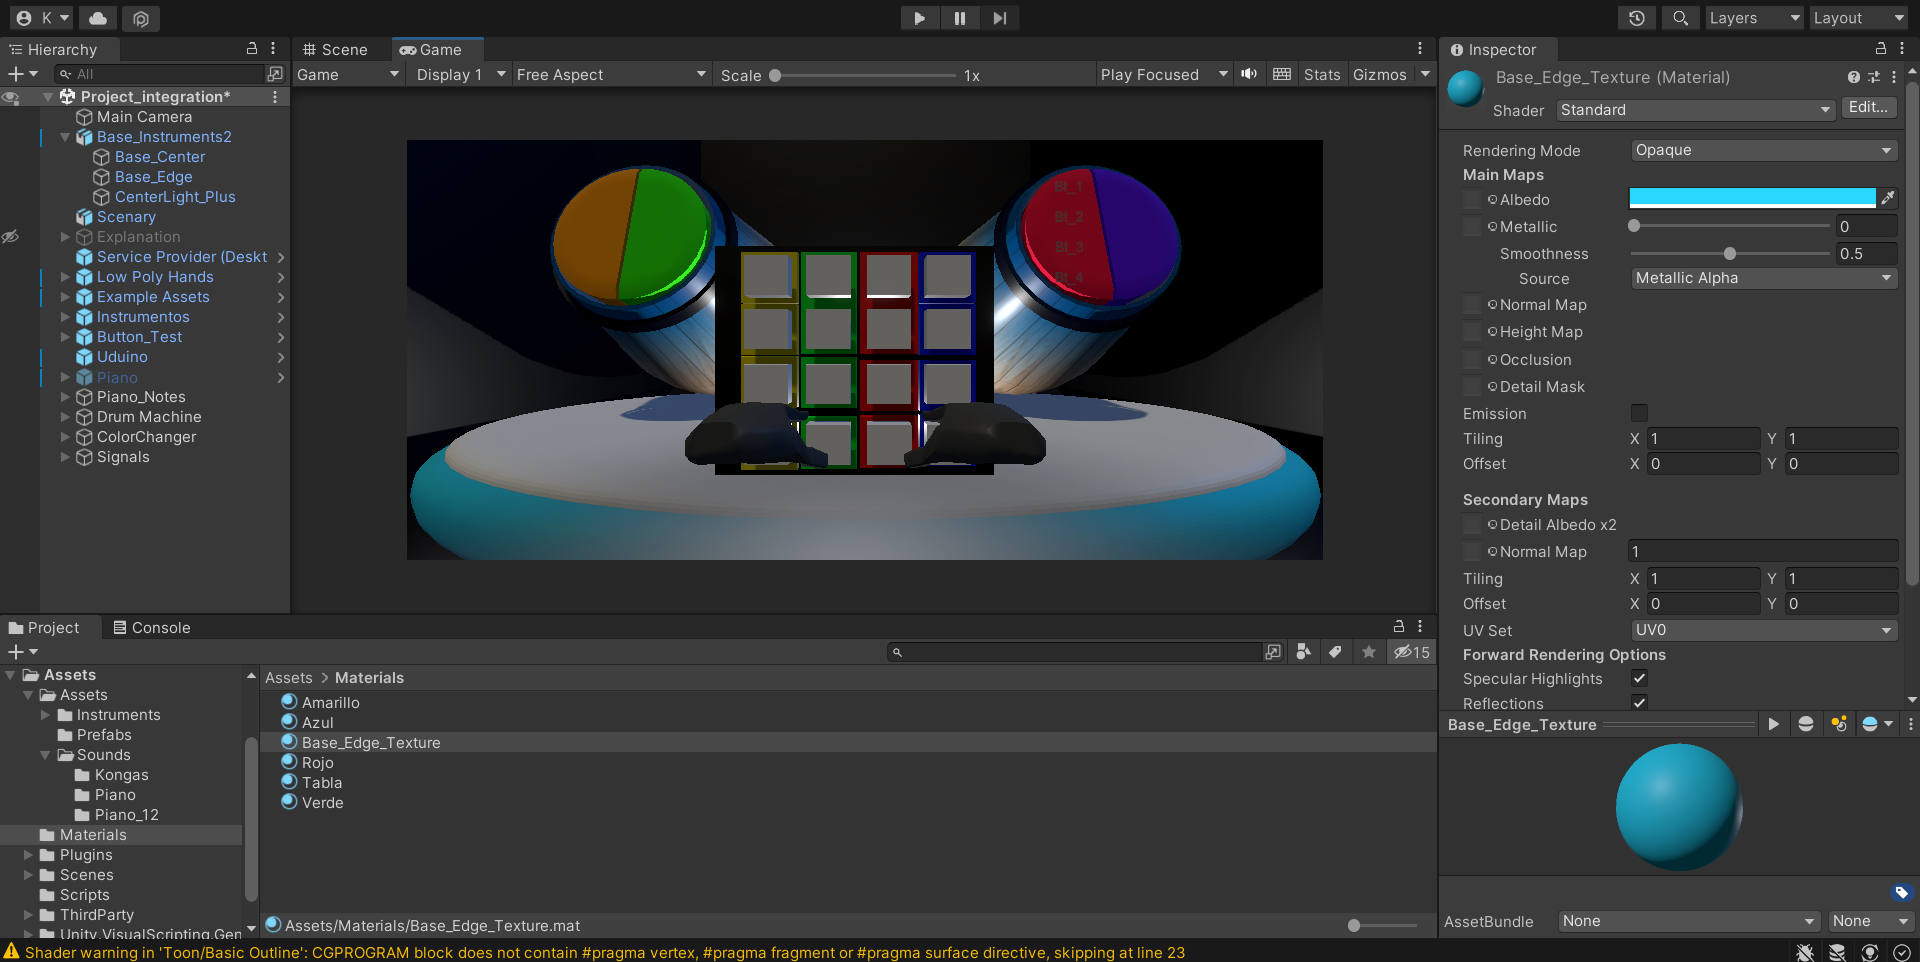 K
Layers
Layout
Hierarchy
All
Project_integration*
Main Camera
Base_Instruments2
Base_Center
Base_Edge
CenterLight_Plus
Scenary
Explanation
Service Provider (Deskt
Low Poly Hands
Example Assets
Instrumentos
Button_Test
Uduino
Piano
Piano_Notes
Drum Machine
ColorChanger
Signals
Scene
Game
Game
Display 1
Free Aspect
Scale
1x
Play Focused
Stats
Gizmos
Bt_1
Bt_2
Bt_3
Bt_4
Inspector
Base_Edge_Texture (Material)
Shader
Standard
Edit...
Rendering Mode
Opaque
Main Maps
Albedo
Metallic
0
Smoothness
0.5
Source
Metallic Alpha
Normal Map
Height Map
Occlusion
Detail Mask
Emission
Tiling
X 1
Y 1
Offset
X 0
Y 0
Secondary Maps
Detail Albedo x2
Normal Map
1
Tiling
X 1
Y 1
Offset
X 0
Y 0
UV Set
UV0
Forward Rendering Options
Specular Highlights
Reflections
Base_Edge_Texture
AssetBundle
None
None
Project
Console
15
Assets
Assets
Instruments
Prefabs
Sounds
Kongas
Piano
Piano_12
Materials
Plugins
Scenes
Scripts
ThirdParty
Unity.VisualScripting.Gen
Assets > Materials
Amarillo
Azul
Base_Edge_Texture
Rojo
Tabla
Verde
Assets/Materials/Base_Edge_Texture.mat
Shader warning in 'Toon/Basic Outline': CGPROGRAM block does not contain #pragma vertex, #pragma fragment or #pragma surface directive, skipping at line 23